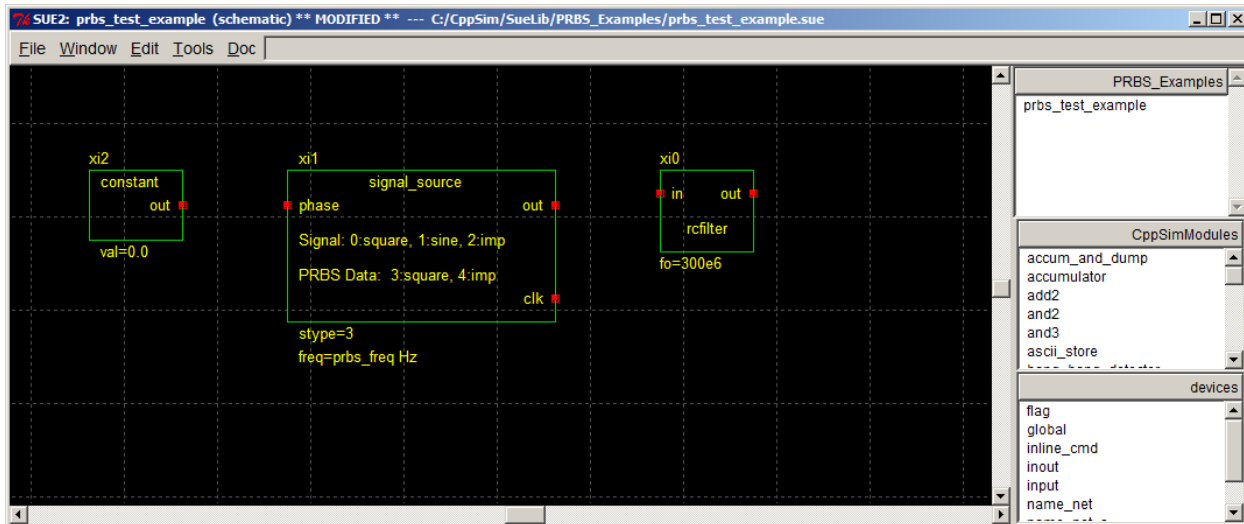 SUE2: prbs_test_example (schematic) ** MODIFIED ** --- C:/CppSim/SueLib/PRBS_Examples/prbs_test_example.sue
File Window Edit Tools Doc
xi2
constant
out
val=0.0
xi1
signal_source
phase
out
Signal: 0:square, 1:sine, 2:imp
PRBS Data: 3:square, 4:imp
clk
stype=3
freq=prbs_freq Hz
xi0
in
out
rcfilter
fo=300e6
PRBS_Examples
prbs_test_example
CppSimModules
accum_and_dump
accumulator
add2
and2
and3
ascii_store
devices
flag
global
inline_cmd
inout
input
name_net